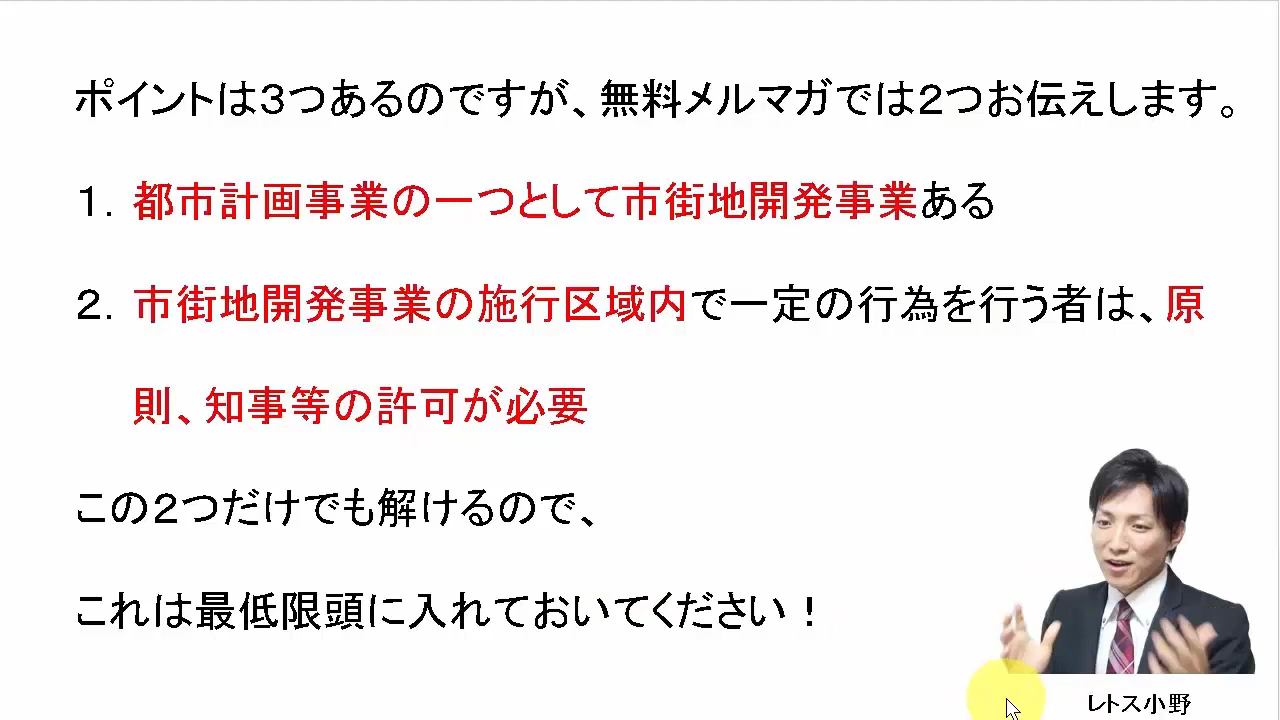 ポイントは３つあるのですが、無料メルマガでは２つお伝えします。
１．都市計画事業の一つとして市街地開発事業ある
２．市街地開発事業の施行区域内で一定の行為を行う者は、原
則、知事等の許可が必要
この２つだけでも解けるので、
これは最低限頭に入れておいてください！
レトス小野